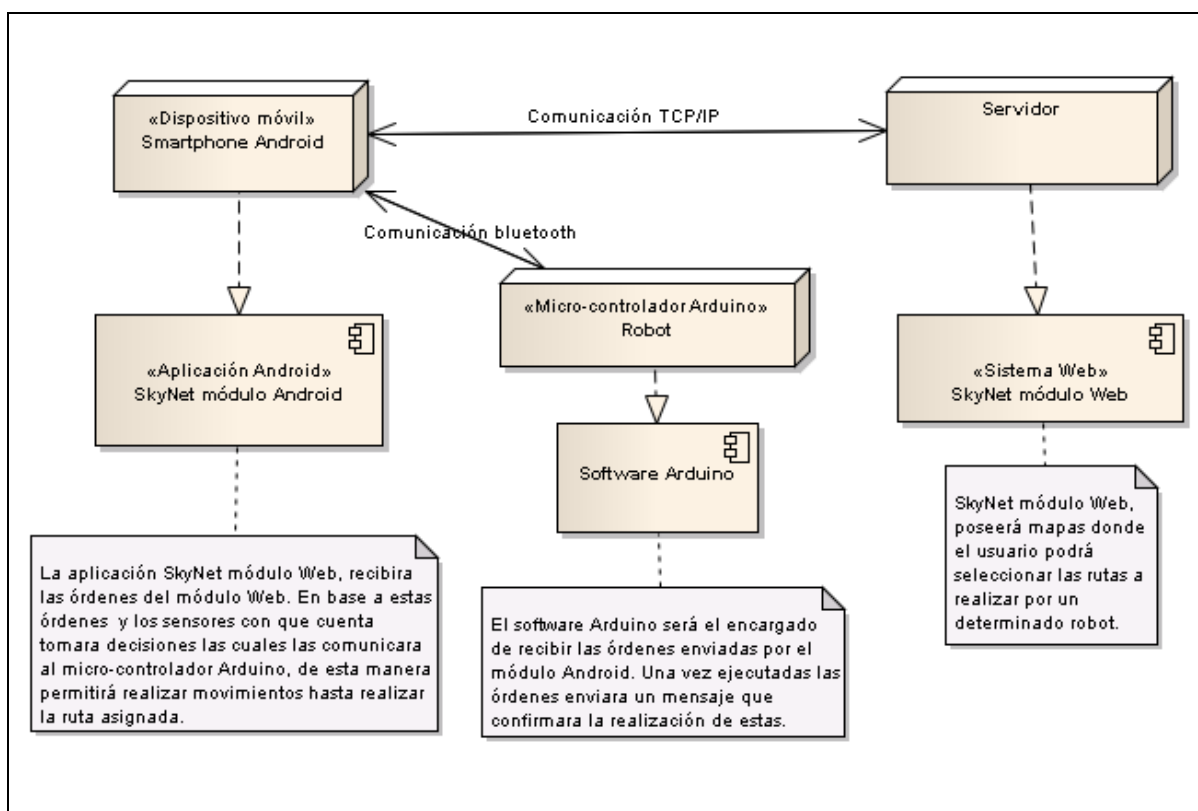 «Dispositivo móvil»
Smartphone Android
Comunicación TCP/IP
Servidor
Comunicación bluetooth
«Micro-controlador Arduino»
Robot
«Aplicación Android»
SkyNet módulo Android
«Sistema Web»
SkyNet módulo Web
Software Arduino
La aplicación SkyNet módulo Web, recibira
las órdenes del módulo Web. En base a estas
órdenes y los sensores con que cuenta
tomara decisiones las cuales las comunicara
al micro-controlador Arduino, de esta manera
permitirá realizar movimientos hasta realizar
la ruta asignada.
El software Arduino será el encargado
de recibir las órdenes enviadas por el
módulo Android. Una vez ejecutadas las
órdenes enviara un mensaje que
confirmara la realización de estas.
SkyNet módulo Web,
poseerá mapas donde
el usuario podrá
seleccionar las rutas a
realizar por un
determinado robot.